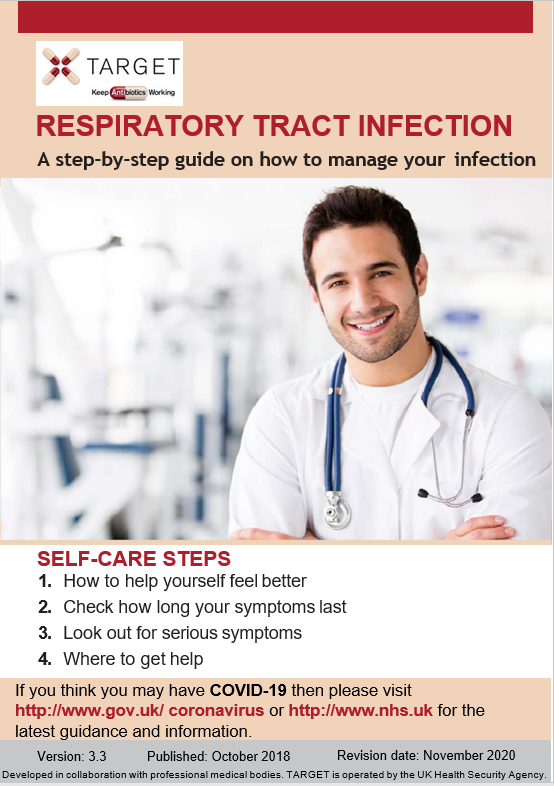 TARGET
Keep Antibiotics Working
RESPIRATORY TRACT INFECTION
A step-by-step guide on how to manage your infection
SELF-CARE STEPS
1. How to help yourself feel better
2. Check how long your symptoms last
3. Look out for serious symptoms
4. Where to get help
If you think you may have COVID-19 then please visit
http://www.gov.uk/ coronavirus or http://www.nhs.uk for the
latest guidance and information.
Version: 3.3 Published: October 2018 Revision date: November 2020
Developed in collaboration with professional medical bodies. TARGET is operated by the UK Health Security Agency.